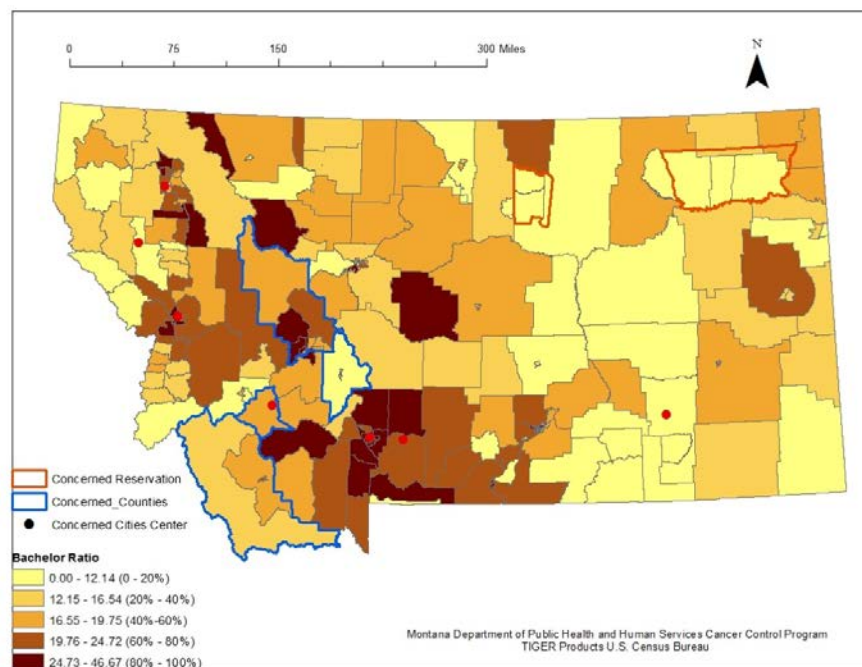 0 75 150 300 Miles
N
Concerned Reservation
Concerned_Counties
Concerned Cities Center
Bachelor Ratio
0.00 - 12.14 (0 - 20%)
12.15 - 16.54 (20% - 40%)
16.55 - 19.75 (40%-60%)
19.76 - 24.72 (60% - 80%)
24.73 - 46.67 (80% - 100%)
Montana Department of Public Health and Human Services Cancer Control Program
TIGER Products U.S. Census Bureau